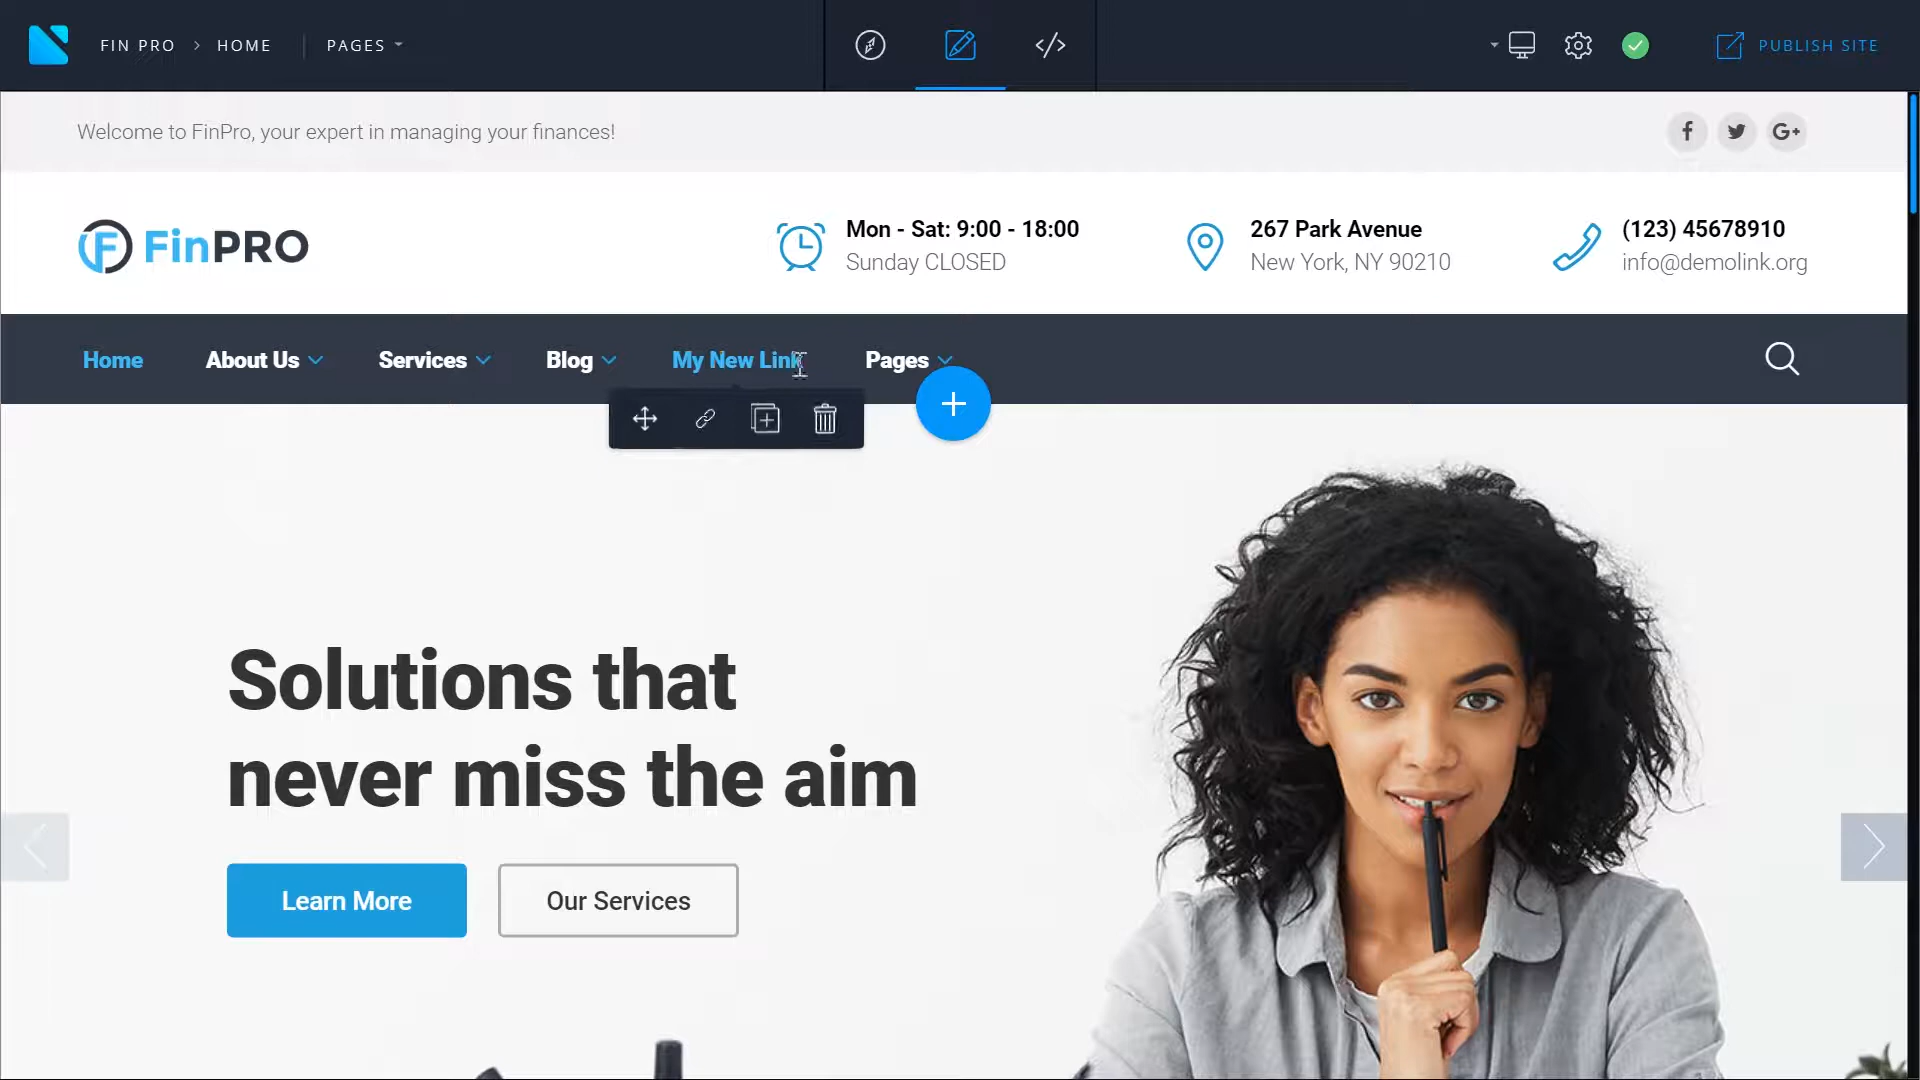 FIN PRO > HOME PAGES
PUBLISH SITE
Welcome to FinPro, your expert in managing your finances!
f G+
FinPRO
Mon - Sat: 9:00 - 18:00
Sunday CLOSED
267 Park Avenue
New York, NY 90210
(123) 45678910
info@demolink.org
Home About Us Services Blog My New Link Pages
Solutions that
never miss the aim
Learn More Our Services